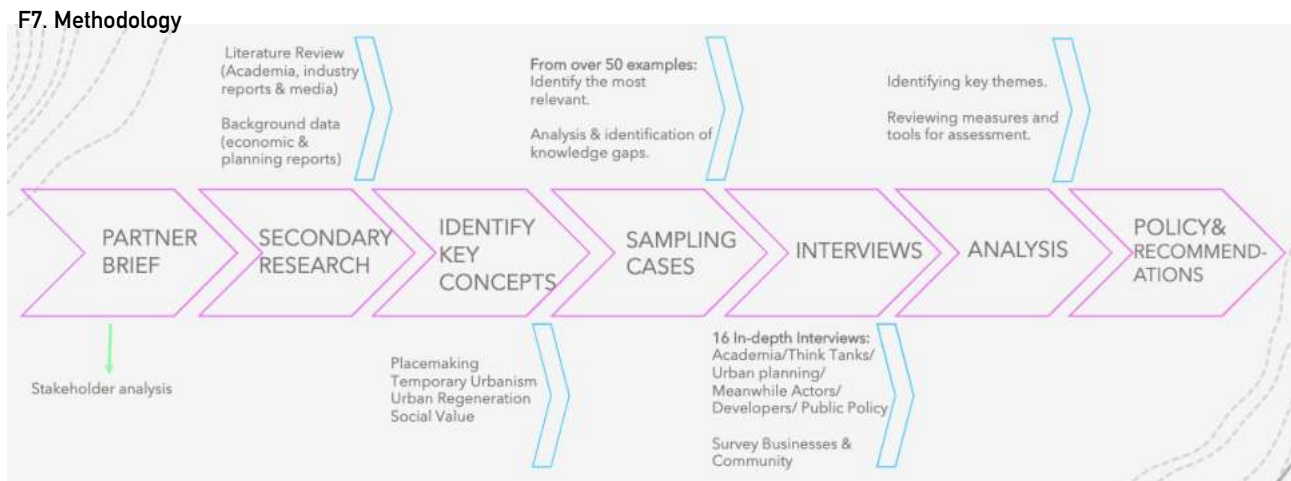 F7. Methodology
Literature Review
(Academia, industry
reports & media)
Background data
(economic &
planning reports)
From over 50 examples:
Identify the most
relevant.
Analysis & identification of
knowledge gaps.
Identifying key themes.
Reviewing measures and
tools for assessment.
PARTNER
BRIEF
SECONDARY
RESEARCH
IDENTIFY
KEY
CONCEPTS
SAMPLING
CASES
INTERVIEWS
ANALYSIS
POLICY&
RECOMMEND-
ATIONS
Stakeholder analysis
Placemaking
Temporary Urbanism
Urban Regeneration
Social Value
16 In-depth Interviews:
Academia/Think Tanks/
Urban planning/
Meanwhile Actors/
Developers/ Public Policy
Survey Businesses &
Community